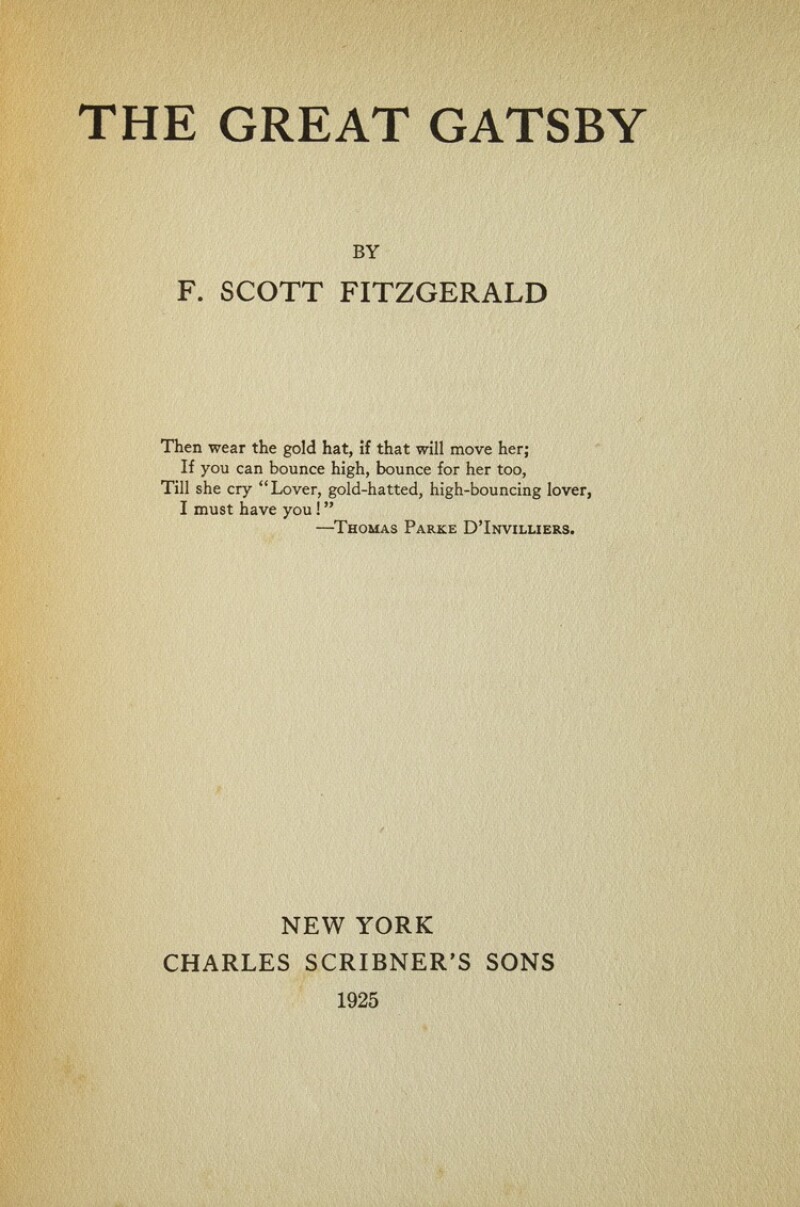 THE GREAT GATSBY
BY
F. SCOTT FITZGERALD
Then wear the gold hat, if that will move her;
If you can bounce high, bounce for her too,
Till she cry “Lover, gold-hatted, high-bouncing lover,
I must have you!”
—Thomas Parke D’Invilliers.
NEW YORK
CHARLES SCRIBNER’S SONS
1925